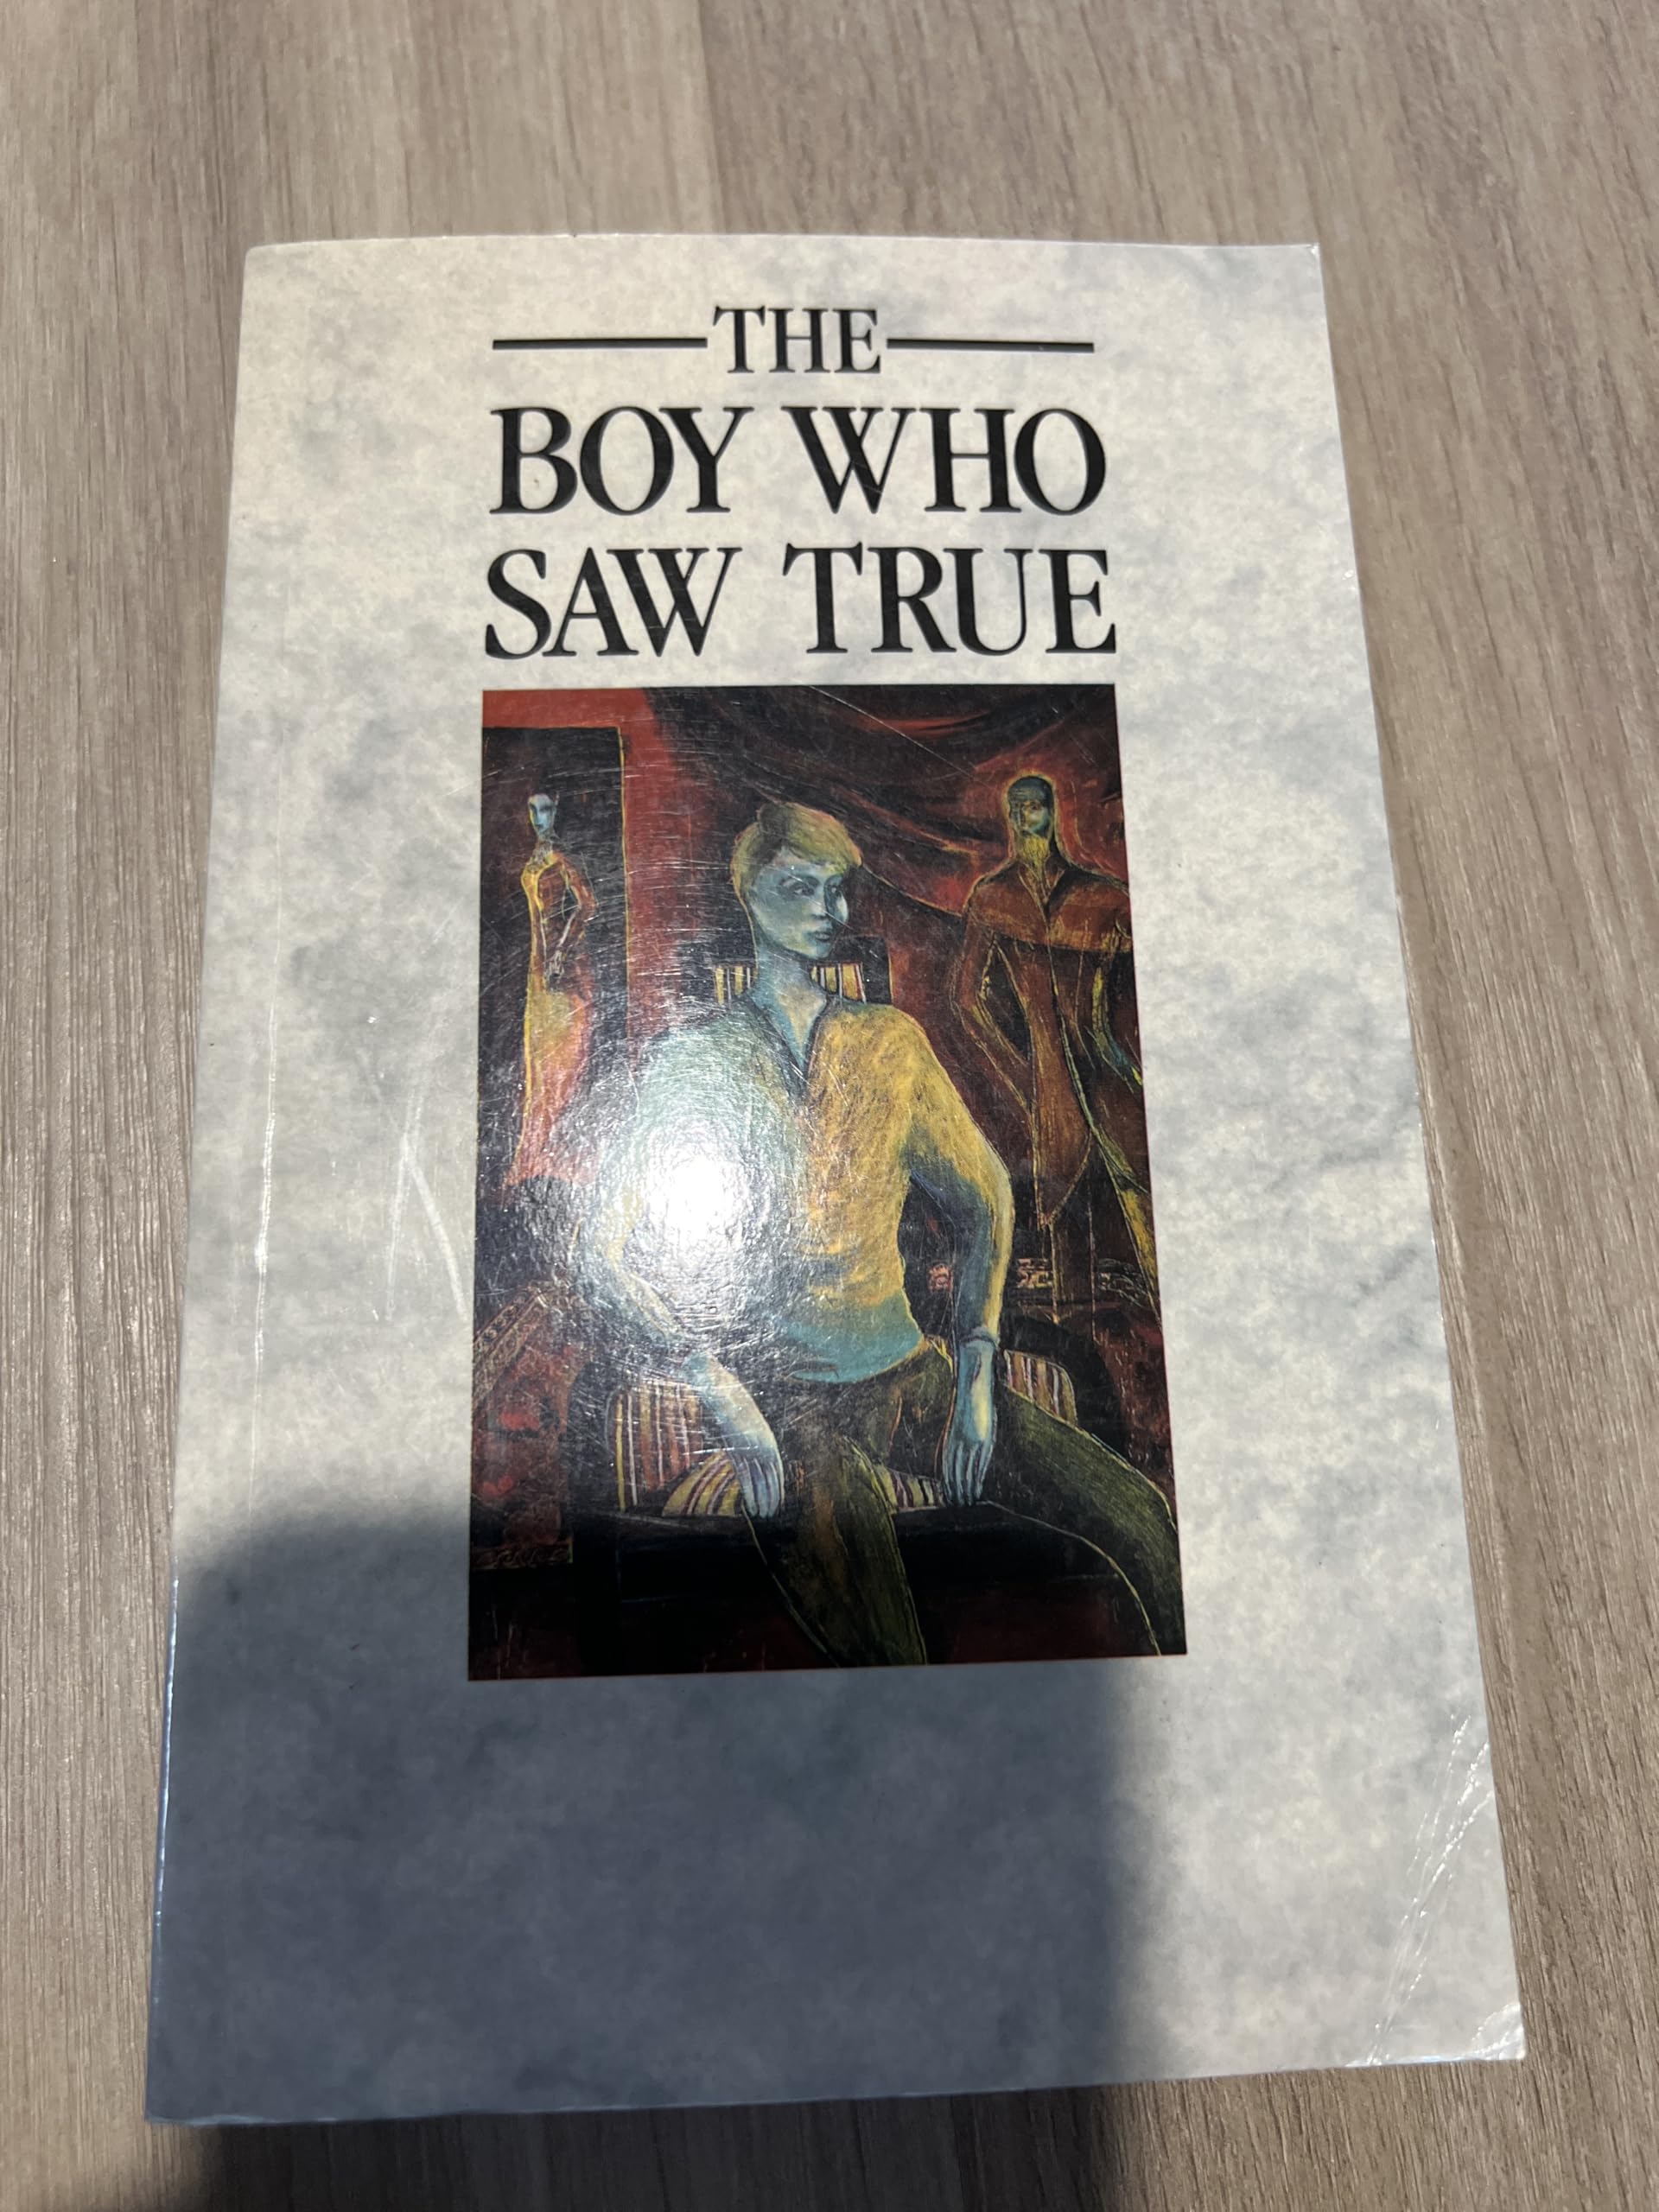 THE
BOY WHO
SAW TRUE